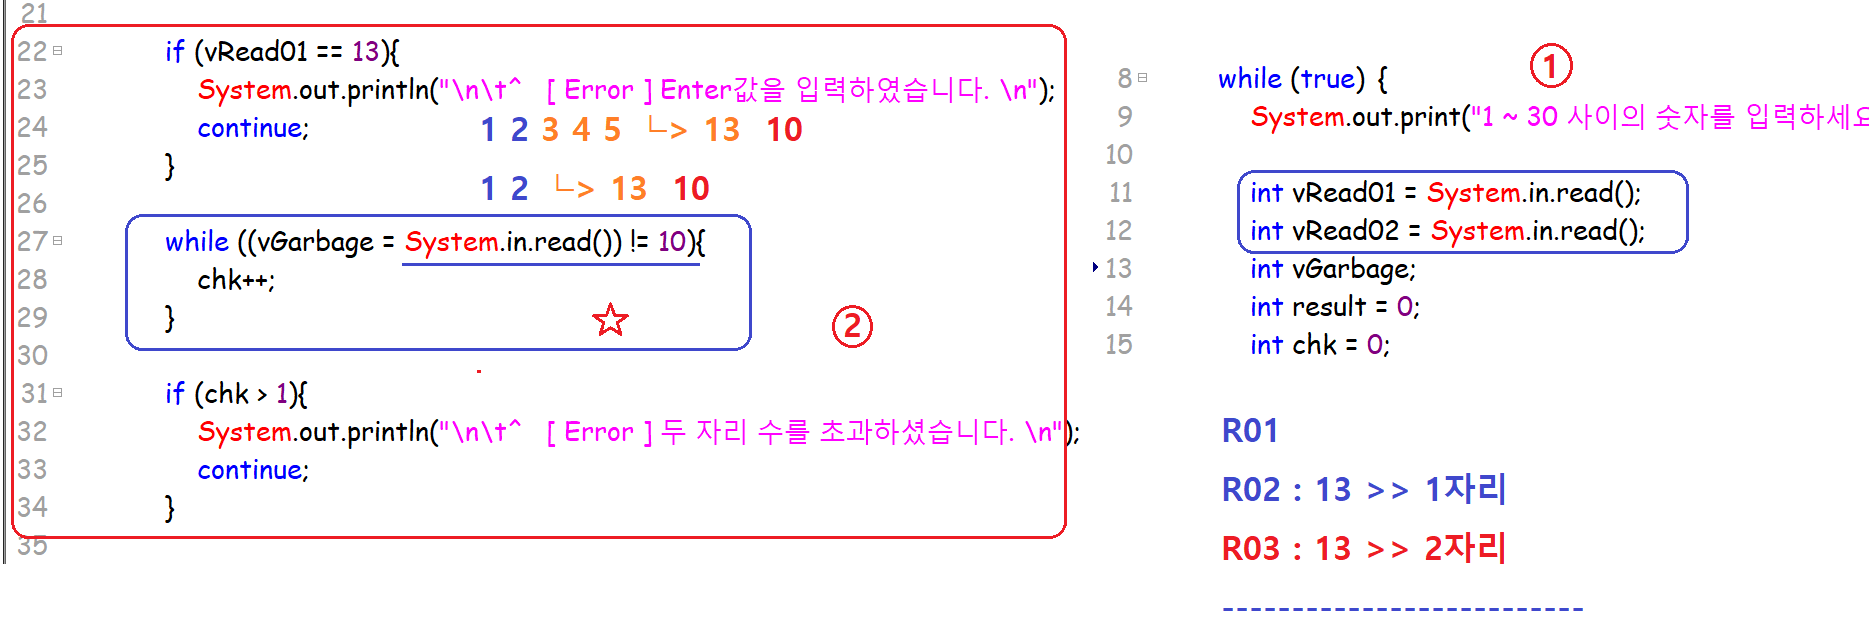 21
22 if (vRead01 == 13){
23 System.out.println("\n\t^ [ Error ] Enter값을 입력하였습니다. \n");
24 continue; 1 2 3 4 5 ㄴ> 13 10
25 }
26 1 2 ㄴ> 13 10
27 while ((vGarbage = System.in.read()) != 10){
28 chk++;
29 } ☆ ②
30
31 if (chk > 1){
32 System.out.println("\n\t^ [ Error ] 두 자리 수를 초과하셨습니다. \n");
33 continue;
34 }
35
①
8 while (true) {
9 System.out.print("1 ~ 30 사이의 숫자를 입력하세요
10
11 int vRead01 = System.in.read();
12 int vRead02 = System.in.read();
13 int vGarbage;
14 int result = 0;
15 int chk = 0;
R01
R02 : 13 >> 1자리
R03 : 13 >> 2자리
--------------------------